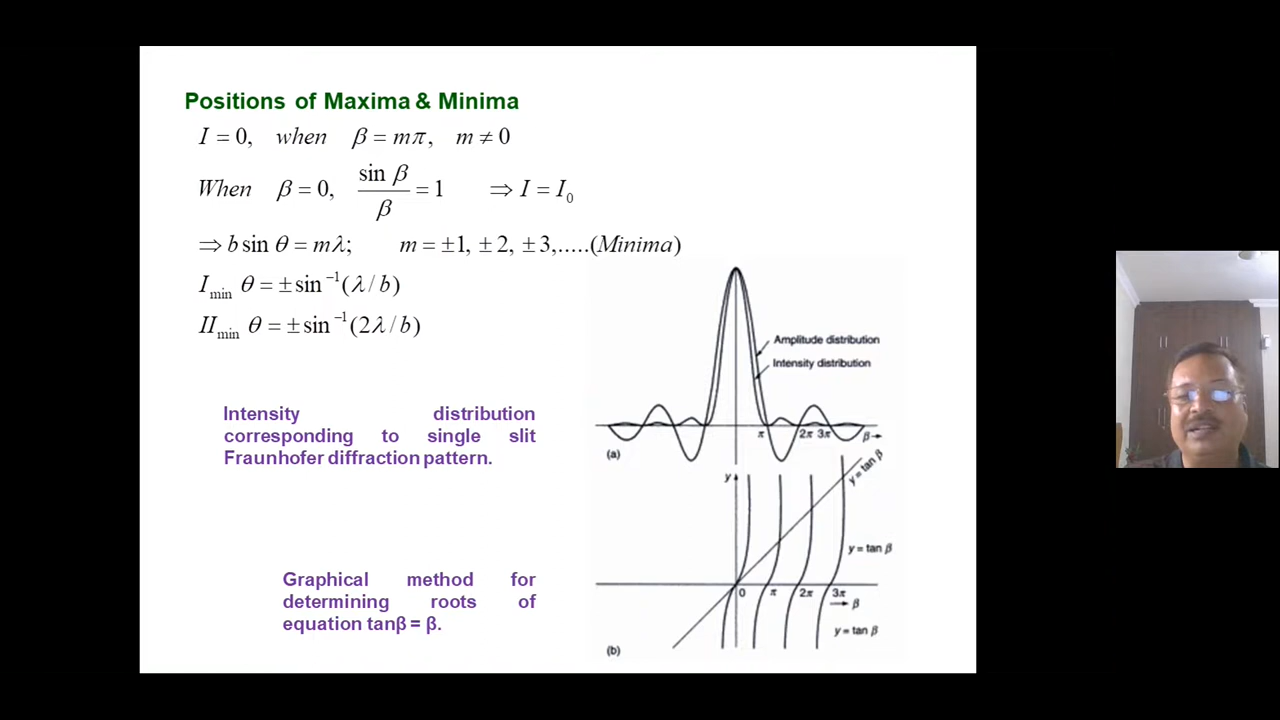 Positions of Maxima & Minima
I = 0, when β = mπ, m ≠ 0
When β = 0, sin β / β = 1 ⇒ I = I₀
⇒ b sin θ = mλ; m = ±1, ±2, ±3,.....(Minima)
I_min θ = ±sin⁻¹(λ / b)
II_min θ = ±sin⁻¹(2λ / b)
Amplitude distribution
Intensity distribution
π 2π 3π β→
(a)
Intensity distribution
corresponding to single slit
Fraunhofer diffraction pattern.
y
y = tan β
y = tan β
0 π 2π 3π
→ β
y = tan β
(b)
Graphical method for
determining roots of
equation tanβ = β.